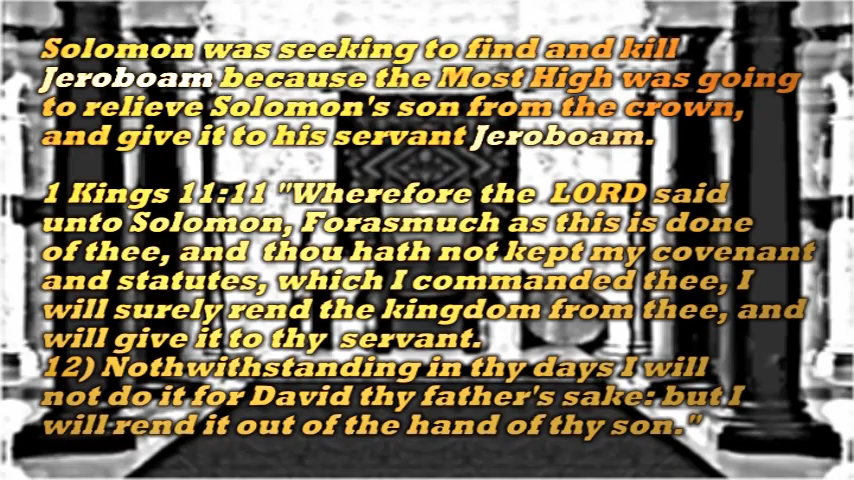 Solomon was seeking to find and kill
Jeroboam because the Most High was going
to relieve Solomon's son from the crown,
and give it to his servant Jeroboam.
1 Kings 11:11 "Wherefore the LORD said
unto Solomon, Forasmuch as this is done
of thee, and thou hath not kept my covenant
and statutes, which I commanded thee, I
will surely rend the kingdom from thee, and
will give it to thy servant.
12) Nothwithstanding in thy days I will
not do it for David thy father's sake: but I
will rend it out of the hand of thy son."